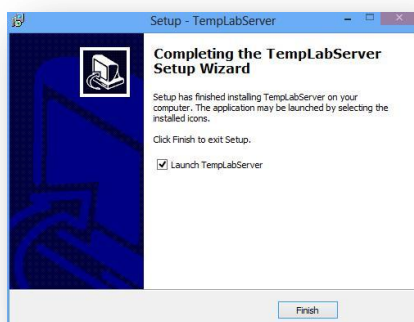 Setup - TempLabServer
Completing the TempLabServer
Setup Wizard
Setup has finished installing TempLabServer on your
computer. The application may be launched by selecting the
installed icons.
Click Finish to exit Setup.
Launch TempLabServer
Finish